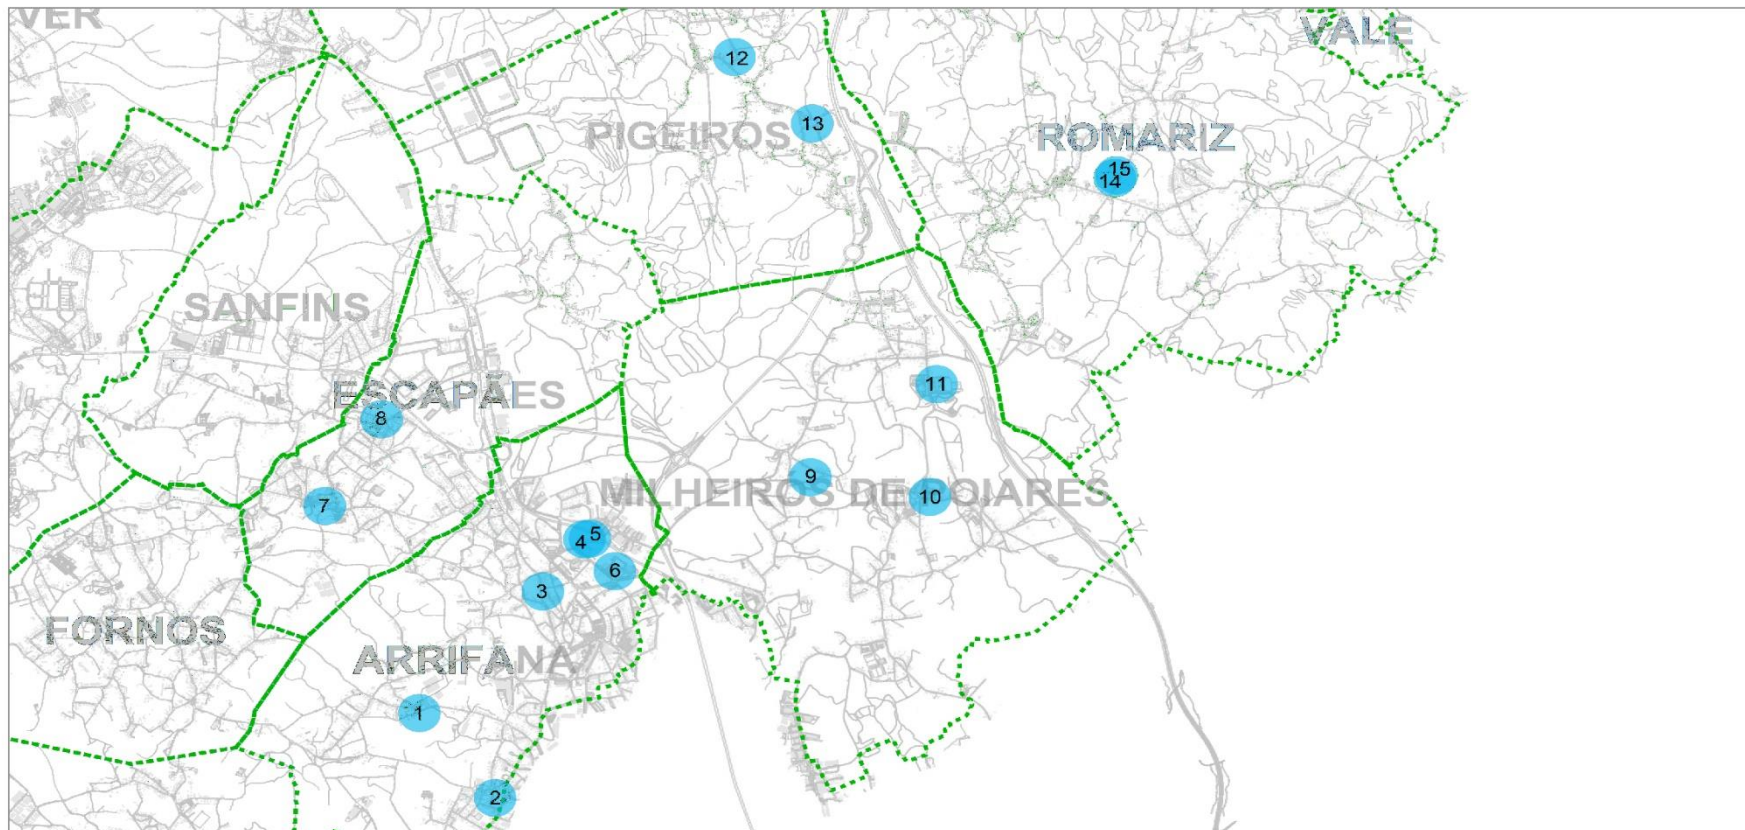 VER
VALE
12
13
PIGEIROS
ROMARIZ
15
14
SANFINS
11
ESCAPÃES
8
9
MILHEIROS DE POIARES
10
7
5
4
6
3
FORNOS
ARRIFANA
1
2